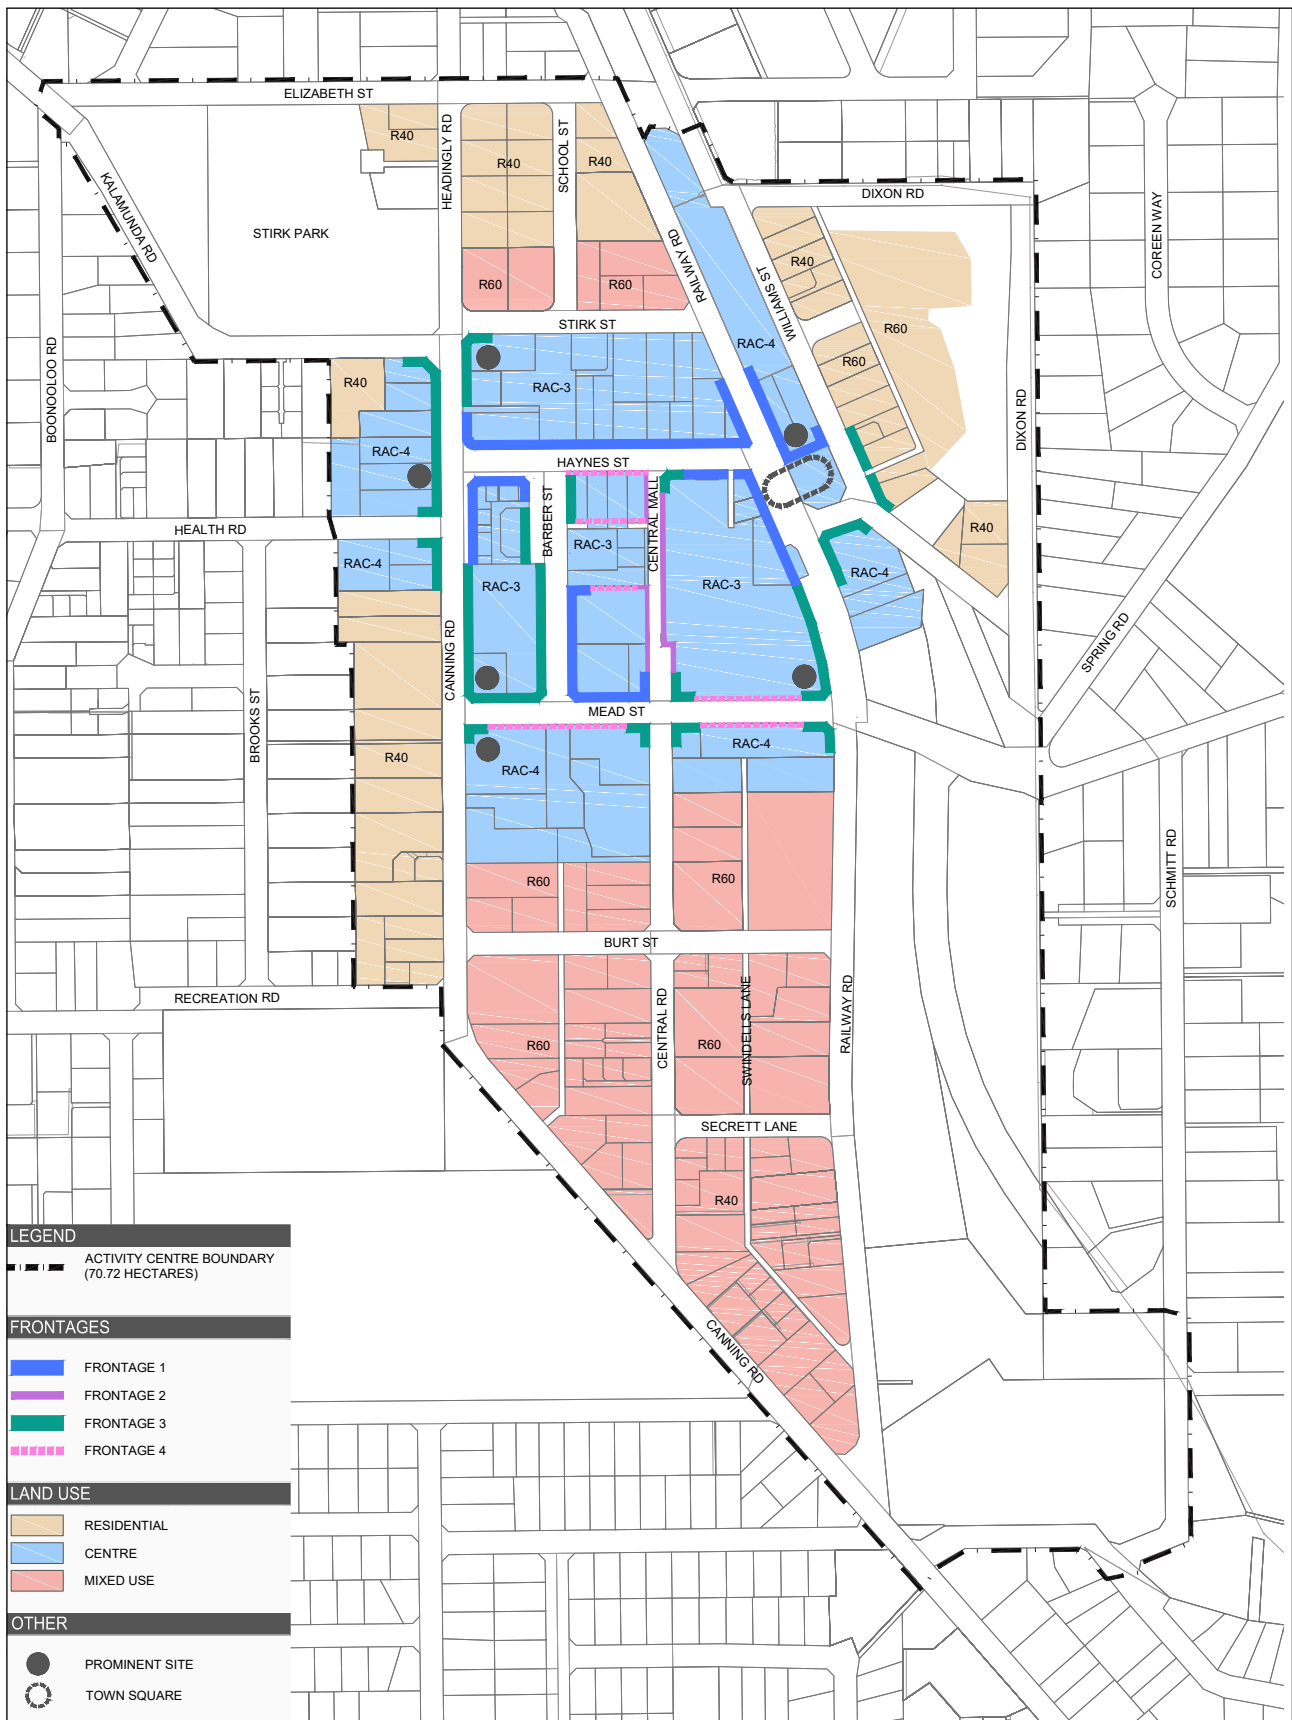 ELIZABETH ST
R40
HEADINGLY RD
R40
SCHOOL ST
R40
KALAMUNDA RD
STIRK PARK
RAILWAY RD
DIXON RD
COREEN WAY
R40
WILLIAMS ST
R60
R60
STIRK ST
R60
RAC-4
R60
BOONOOLOO RD
R40
RAC-3
DIXON RD
RAC-4
HAYNES ST
HEALTH RD
BARBER ST
CENTRAL MALL
R40
RAC-4
RAC-3
RAC-3
RAC-3
RAC-4
CANNING RD
SPRING RD
BROOKS ST
MEAD ST
R40
RAC-4
RAC-4
SCHMITT RD
R60
R60
BURT ST
RECREATION RD
R60
CENTRAL RD
R60
SWINDELLS LANE
RAILWAY RD
SECRETT LANE
R40
CANNING RD
LEGEND
ACTIVITY CENTRE BOUNDARY
(70.72 HECTARES)
FRONTAGES
FRONTAGE 1
FRONTAGE 2
FRONTAGE 3
FRONTAGE 4
LAND USE
RESIDENTIAL
CENTRE
MIXED USE
OTHER
PROMINENT SITE
TOWN SQUARE